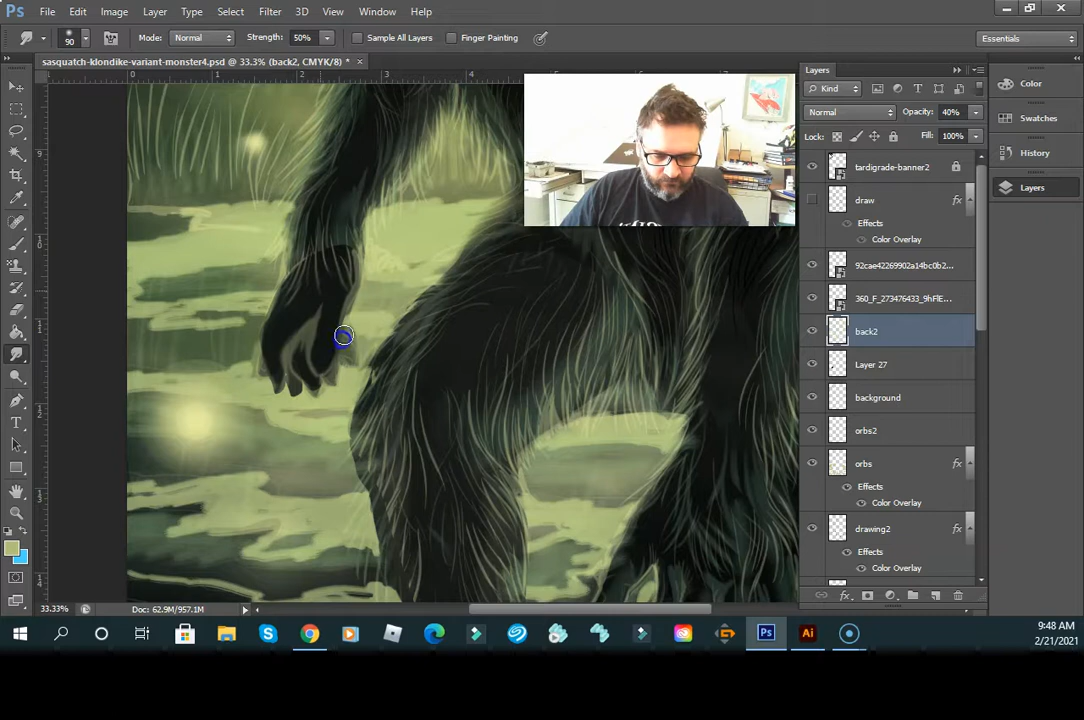 Ps File Edit Image Layer Type Select Filter 3D View Window Help
90 Mode: Normal Strength: 50% Sample All Layers Finger Painting Essentials
sasquatch-klondike-variant-monster4.psd @ 33.3% (back2, CMYK/8) *
Layers
Kind
Normal Opacity: 40%
Lock: Fill: 100%
tardigrade-banner2
draw fx
Effects
Color Overlay
92cae42269902a14bc0b2...
360_F_273476433_9hFlE...
back2
Layer 27
background
orbs2
orbs fx
Effects
Color Overlay
drawing2 fx
Effects
Color Overlay
Color
Swatches
History
Layers
33.33% Doc: 62.9M/957.1M
9:48 AM
2/21/2021